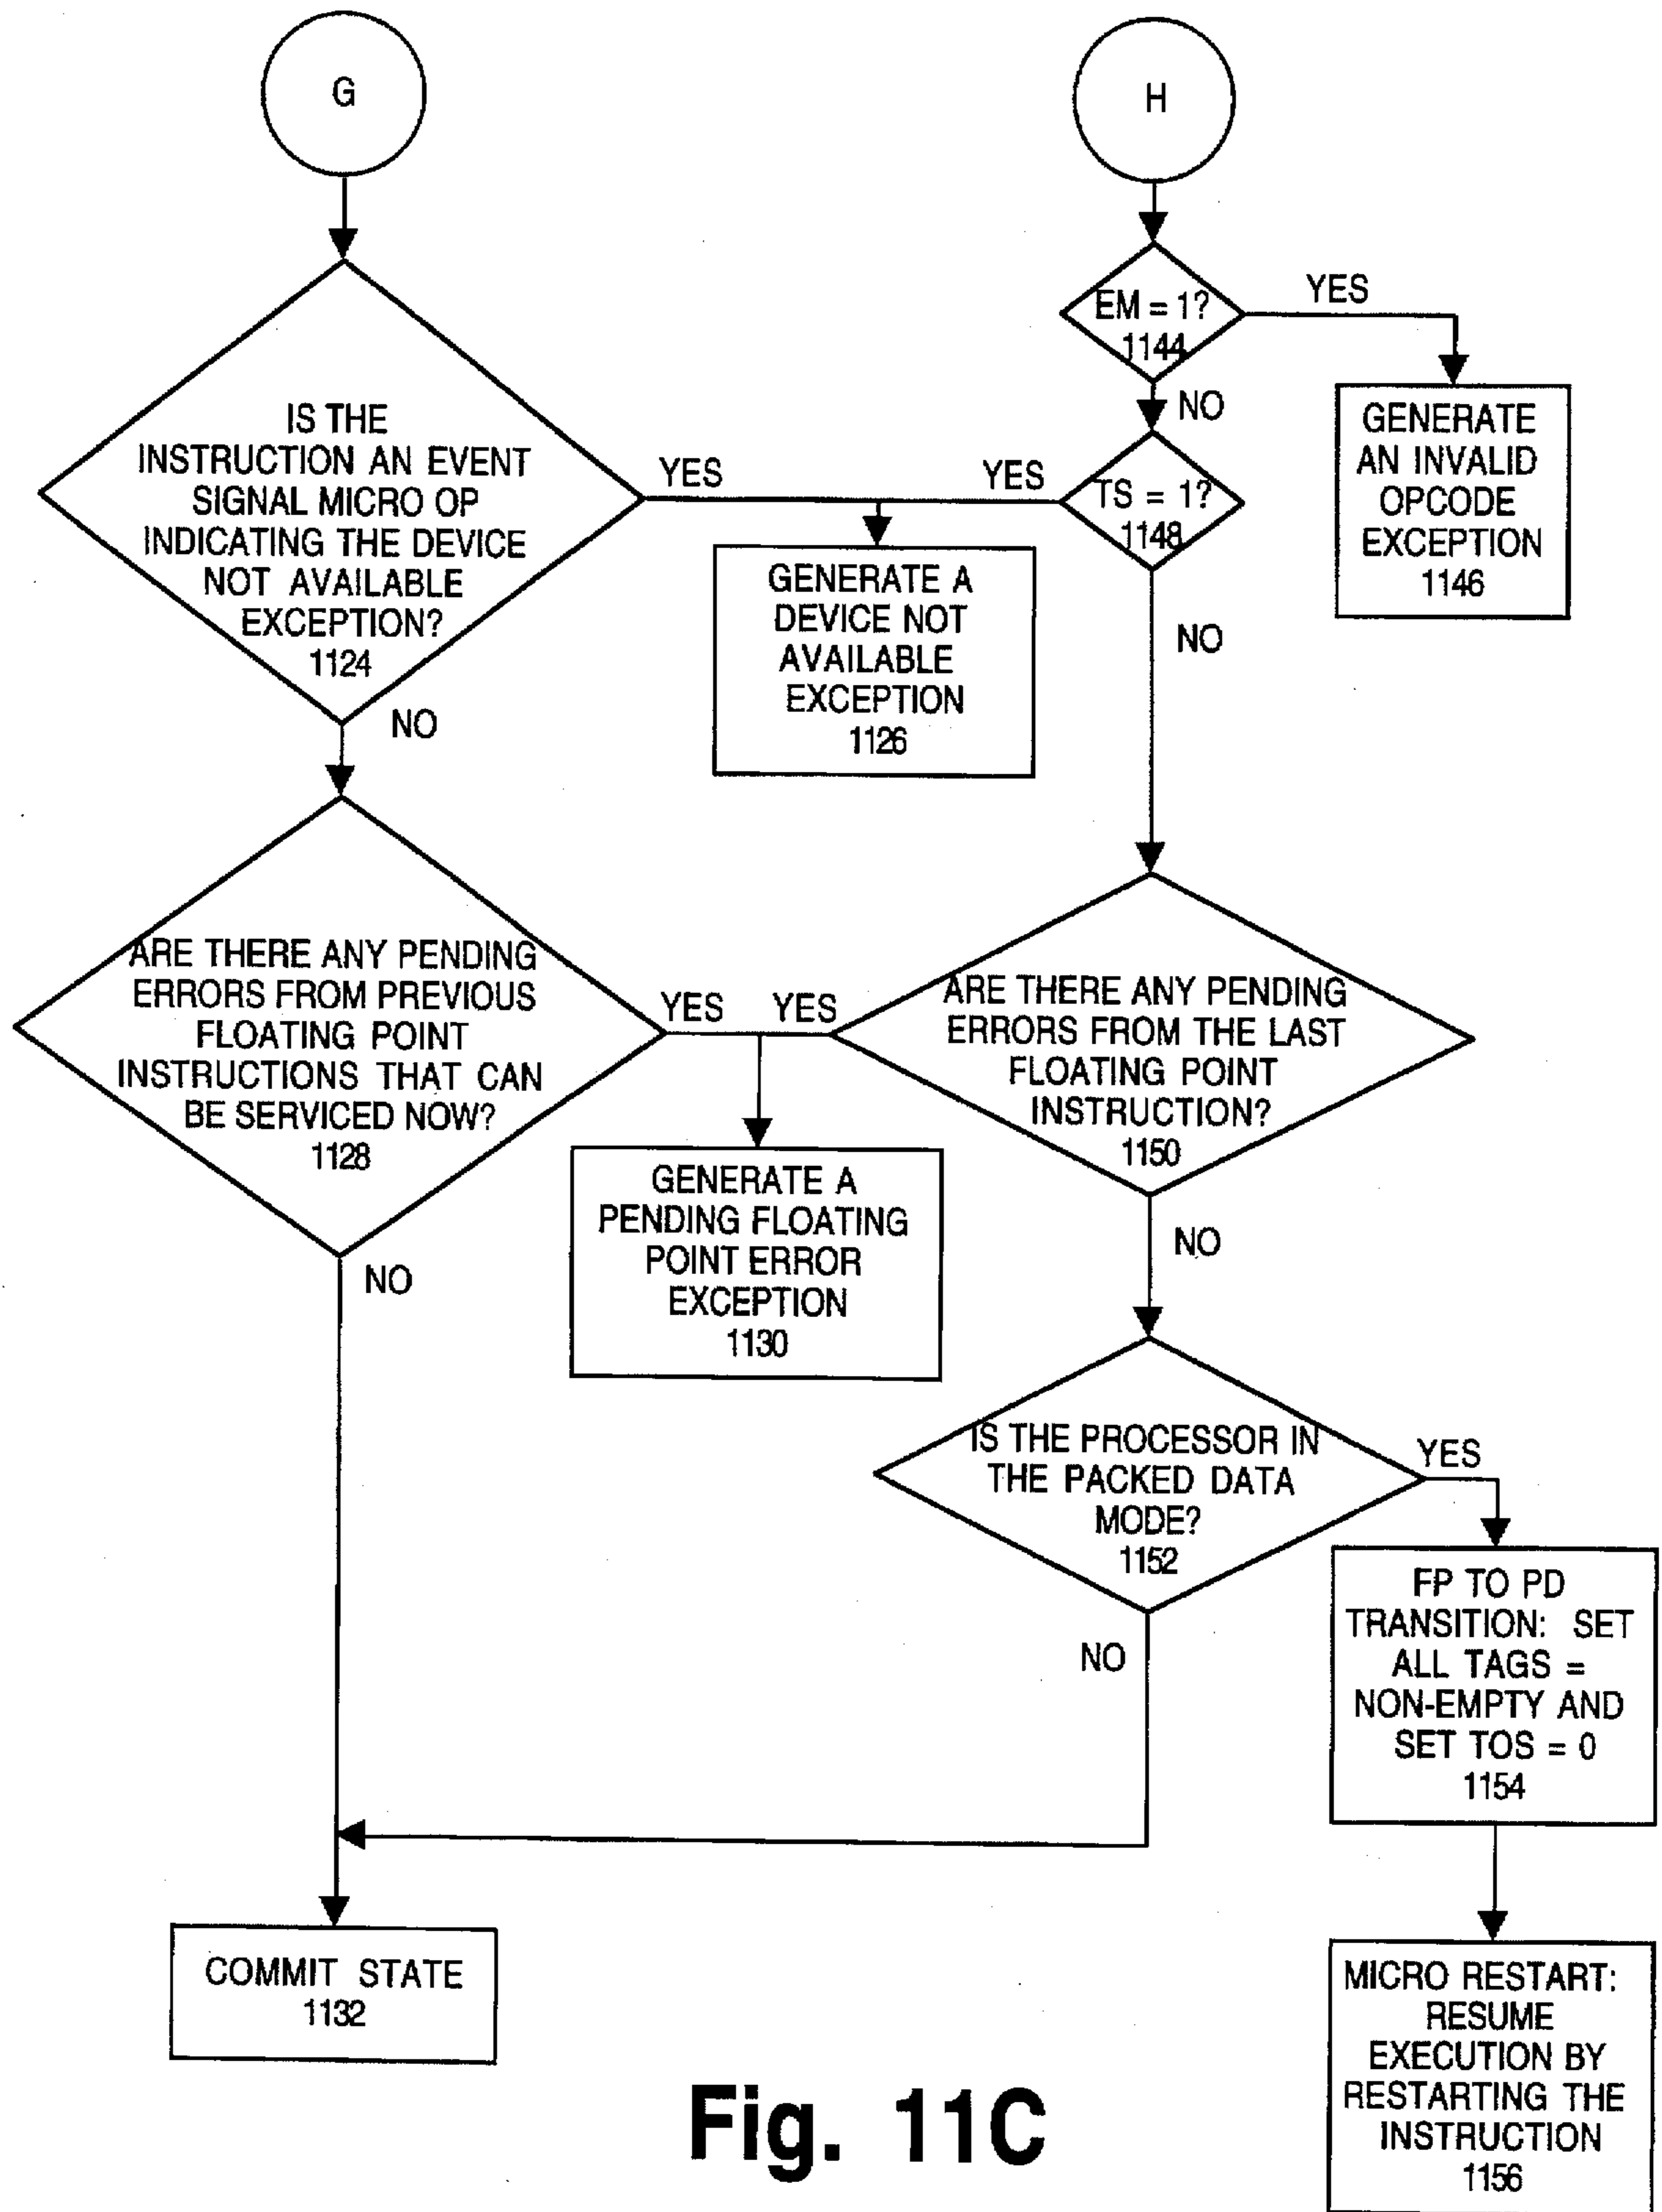 G
IS THE
INSTRUCTION AN EVENT
SIGNAL MICRO OP
INDICATING THE DEVICE
NOT AVAILABLE
EXCEPTION?
1124
YES
NO
ARE THERE ANY PENDING
ERRORS FROM PREVIOUS
FLOATING POINT
INSTRUCTIONS THAT CAN
BE SERVICED NOW?
1128
YES
NO
COMMIT STATE
1132
GENERATE A
DEVICE NOT
AVAILABLE
EXCEPTION
1126
GENERATE A
PENDING FLOATING
POINT ERROR
EXCEPTION
1130
H
EM = 1?
1144
YES
NO
GENERATE
AN INVALID
OPCODE
EXCEPTION
1146
YES
TS = 1?
1148
NO
YES
ARE THERE ANY PENDING
ERRORS FROM THE LAST
FLOATING POINT
INSTRUCTION?
1150
NO
IS THE PROCESSOR IN
THE PACKED DATA
MODE?
1152
YES
NO
FP TO PD
TRANSITION: SET
ALL TAGS =
NON-EMPTY AND
SET TOS = 0
1154
MICRO RESTART:
RESUME
EXECUTION BY
RESTARTING THE
INSTRUCTION
1156
Fig. 11C